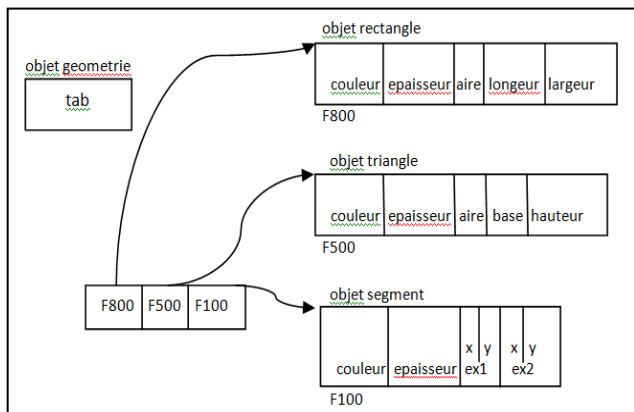 objet rectangle
couleur epaisseur aire longeur largeur
F800
objet geometrie
tab
objet triangle
couleur epaisseur aire base hauteur
F500
F800 F500 F100
objet segment
x y x y
couleur epaisseur ex1 ex2
F100